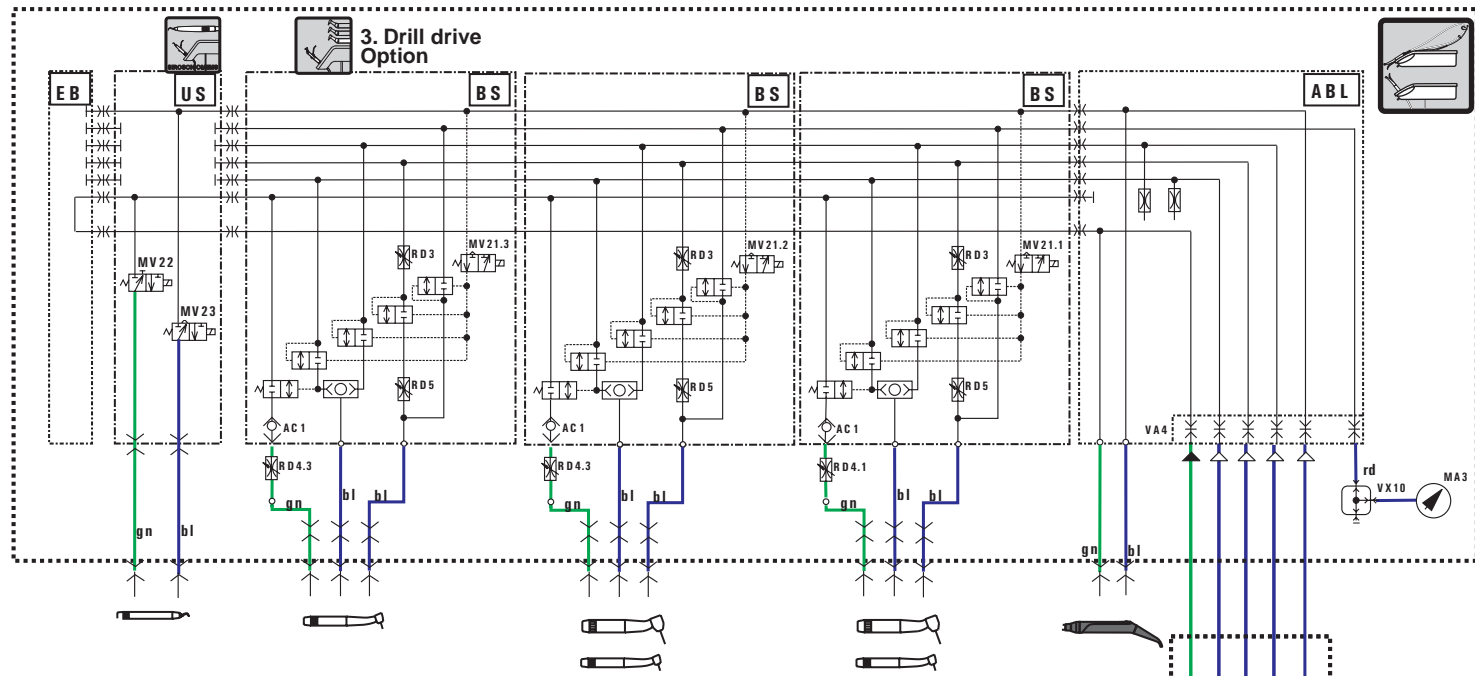 3. Drill drive
Option
EB
US
BS
BS
BS
ABL
MV22
MV23
RD3
MV21.3
RD3
MV21.2
RD3
MV21.1
RD5
RD5
RD5
AC1
AC1
AC1
VA4
RD4.3
RD4.3
RD4.1
gn
bl
gn
bl
bl
gn
bl
bl
gn
bl
bl
gn
bl
rd
VX10
MA3